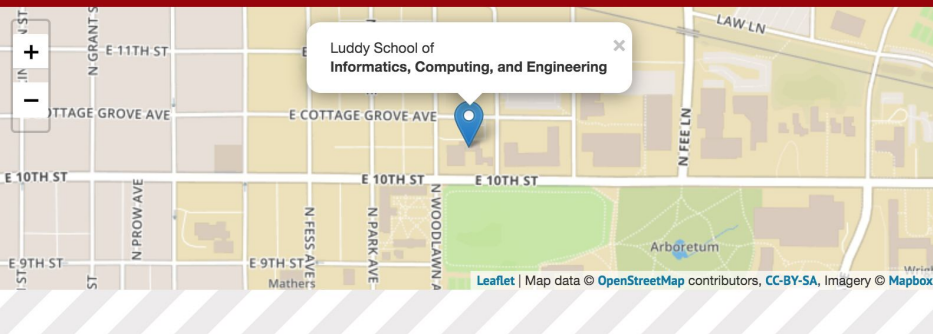 LAW LN
N GRANT S
E 11TH ST
Luddy School of
Informatics, Computing, and Engineering
×
+
−
OTTAGE GROVE AVE
E COTTAGE GROVE AVE
N FEE LN
E 10TH ST
E 10TH ST
E 10TH ST
N PROW AVE
N FESS AVE
N PARK AVE
N WOODLAWN A
Arboretum
E 9TH ST
E 9TH ST
ST
Mathers
Leaflet | Map data © OpenStreetMap contributors, CC-BY-SA, Imagery © Mapbox